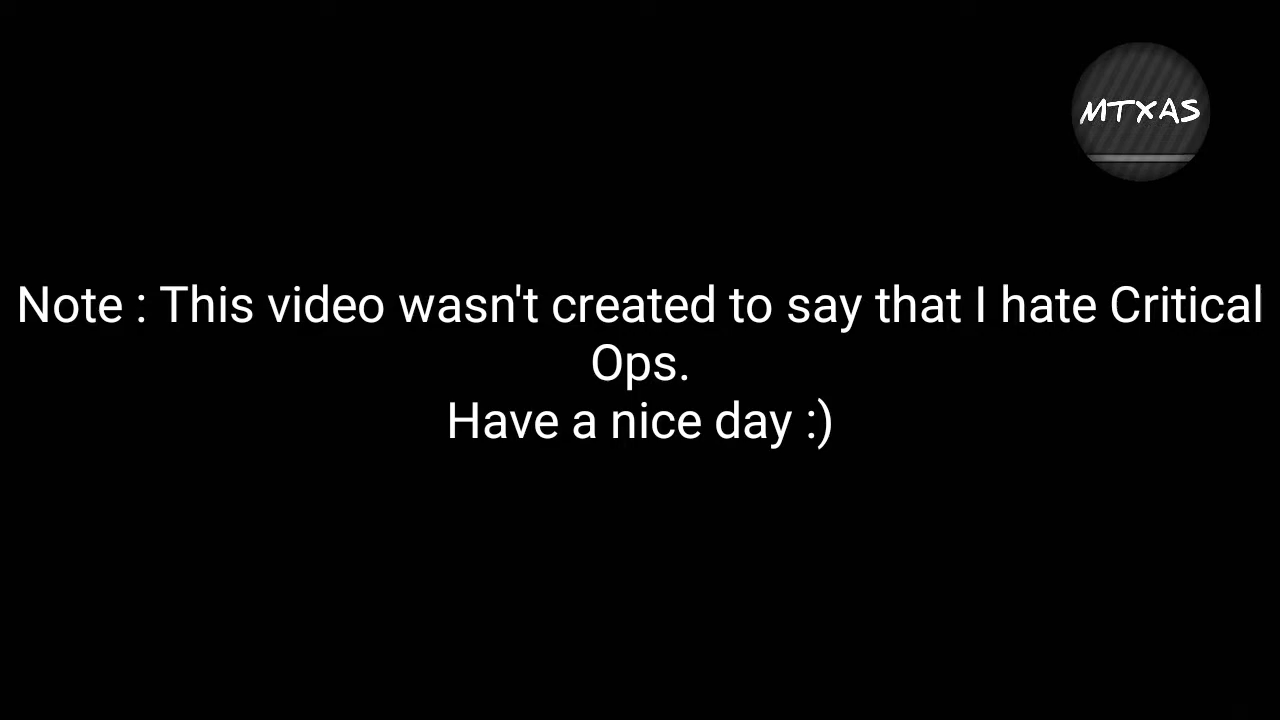 MTXAS
Note : This video wasn't created to say that I hate Critical
Ops.
Have a nice day :)